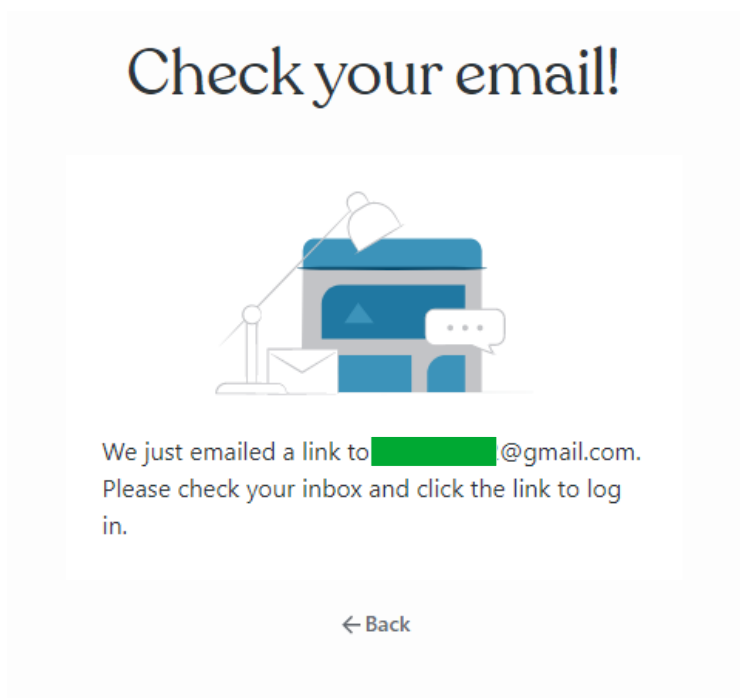 Check your email!
We just emailed a link to @gmail.com.
Please check your inbox and click the link to log
in.
← Back